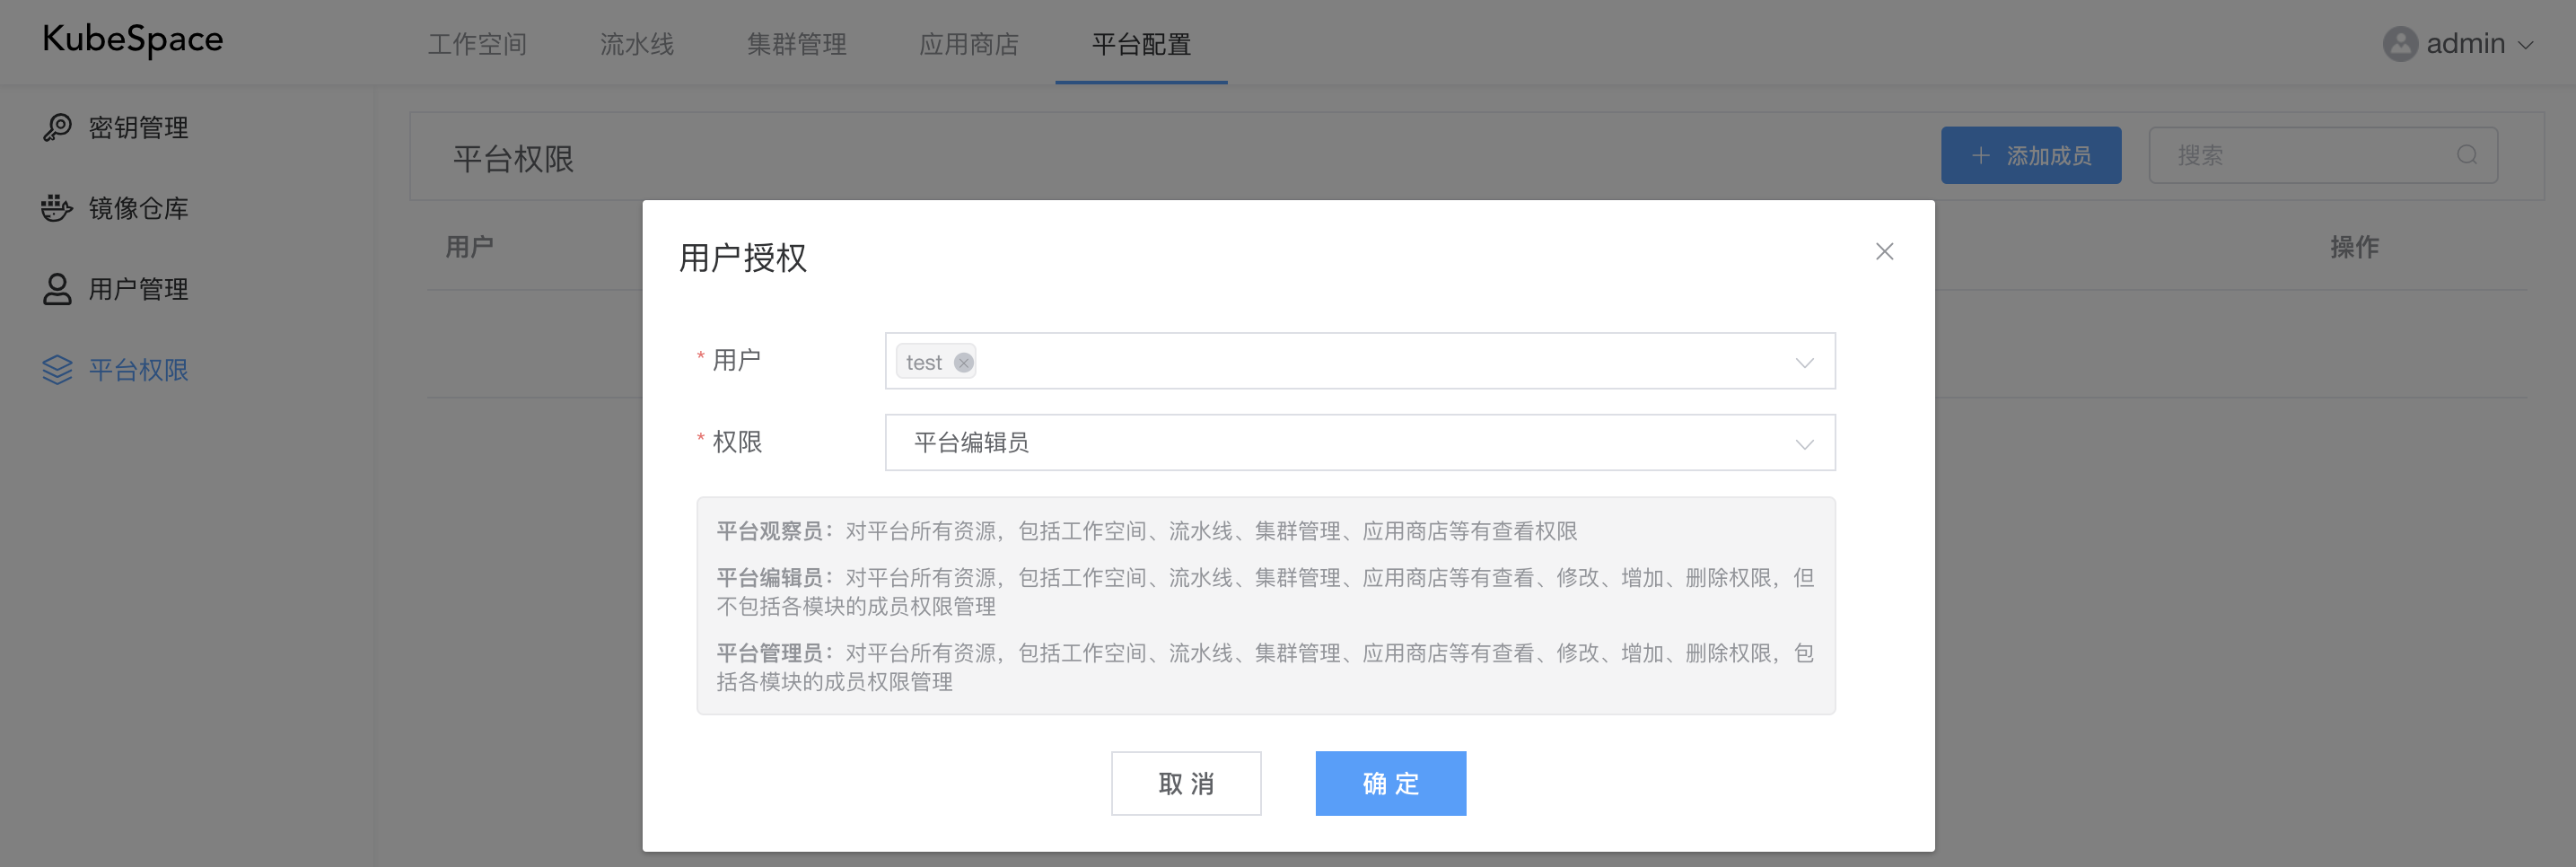 KubeSpace
工作空间
流水线
集群管理
应用商店
平台配置
admin
密钥管理
镜像仓库
用户管理
平台权限
平台权限
添加成员
搜索
用户
操作
用户授权
* 用户
test
* 权限
平台编辑员
平台观察员：对平台所有资源，包括工作空间、流水线、集群管理、应用商店等有查看权限
平台编辑员：对平台所有资源，包括工作空间、流水线、集群管理、应用商店等有查看、修改、增加、删除权限，但
不包括各模块的成员权限管理
平台管理员：对平台所有资源，包括工作空间、流水线、集群管理、应用商店等有查看、修改、增加、删除权限，包
括各模块的成员权限管理
取 消
确 定